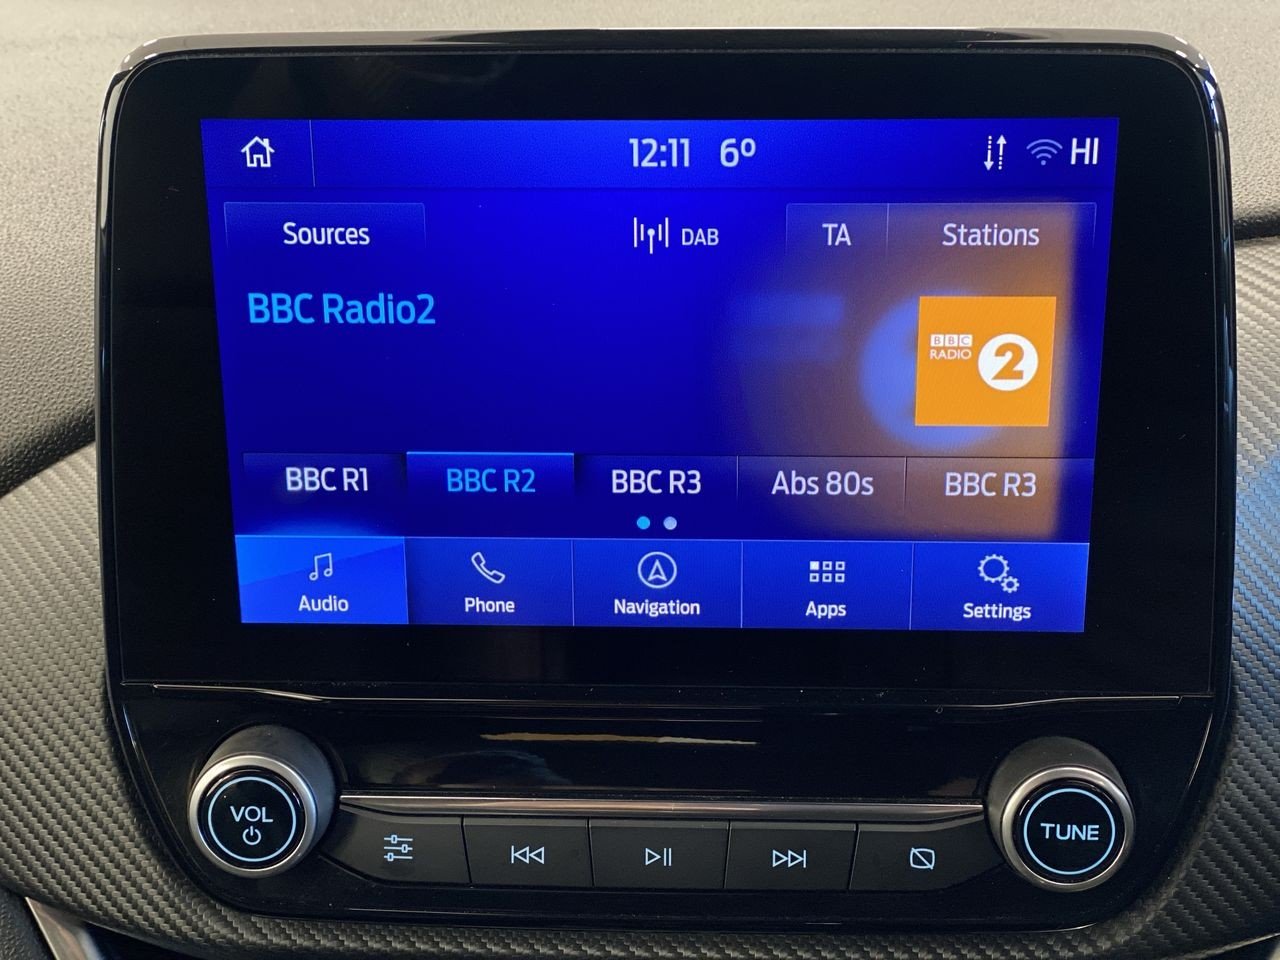 12:11 6° HI
Sources DAB TA Stations
BBC Radio2
BBC
RADIO 2
BBC R1 BBC R2 BBC R3 Abs 80s BBC R3
Audio Phone Navigation Apps Settings
VOL TUNE